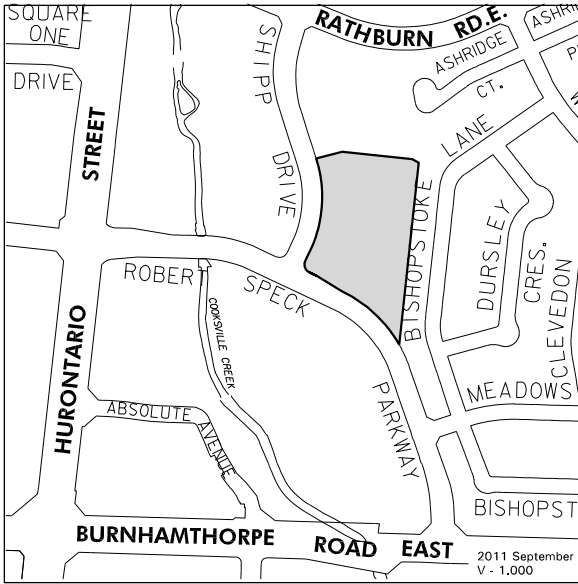 SQUARE
ONE
DRIVE
STREET
SHIPP
DRIVE
RATHBURN RD.E.
ASHRIDGE
CT.
LANE
BISHOPSTOKE
DURSLEY
CRES.
CLEVEDON
ROBERT
SPECK
PARKWAY
COOKSVILLE CREEK
HURONTARIO
ABSOLUTE
AVENUE
MEADOWS
BISHOPST
BURNHAMTHORPE ROAD EAST
2011 September
V - 1.000